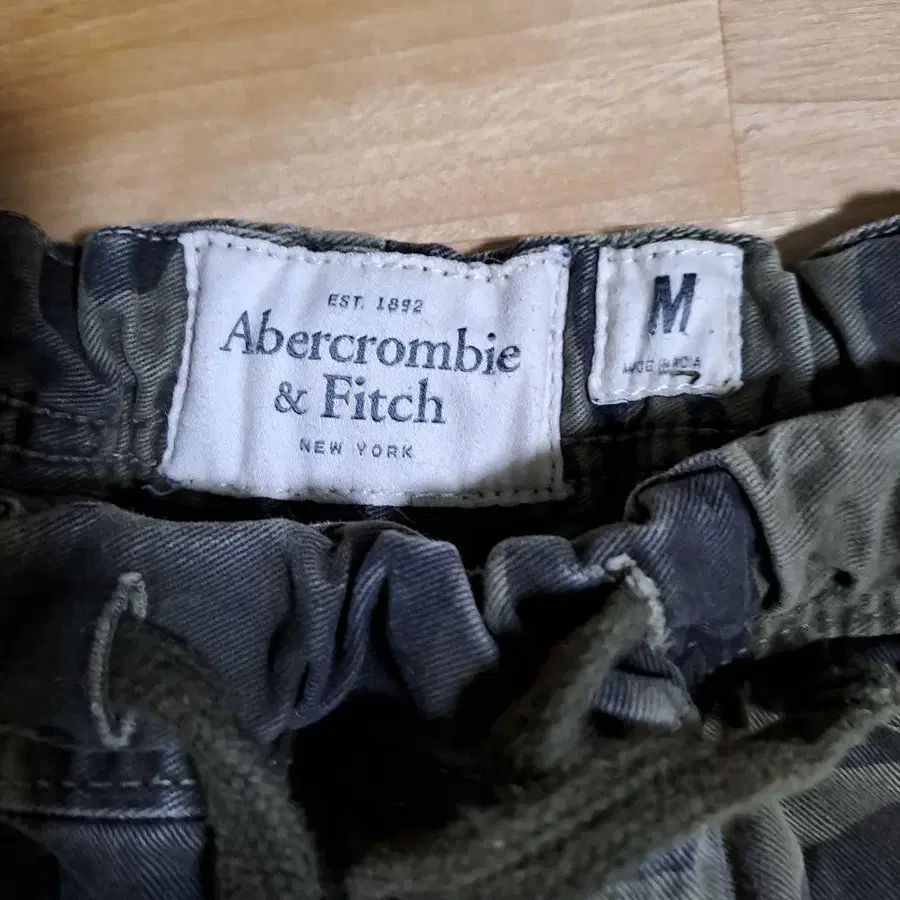 EST. 1892
Abercrombie
& Fitch
NEW YORK
M
MADE IN INDIA